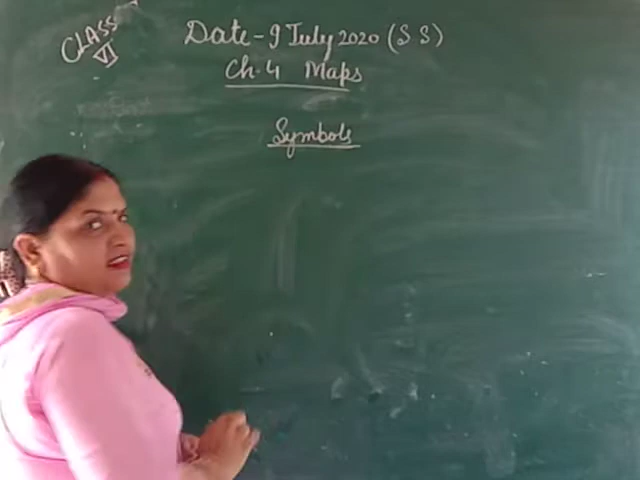 CLASS
VI
Date - 9 July 2020 (S S)
Ch. 4 Maps
Symbols